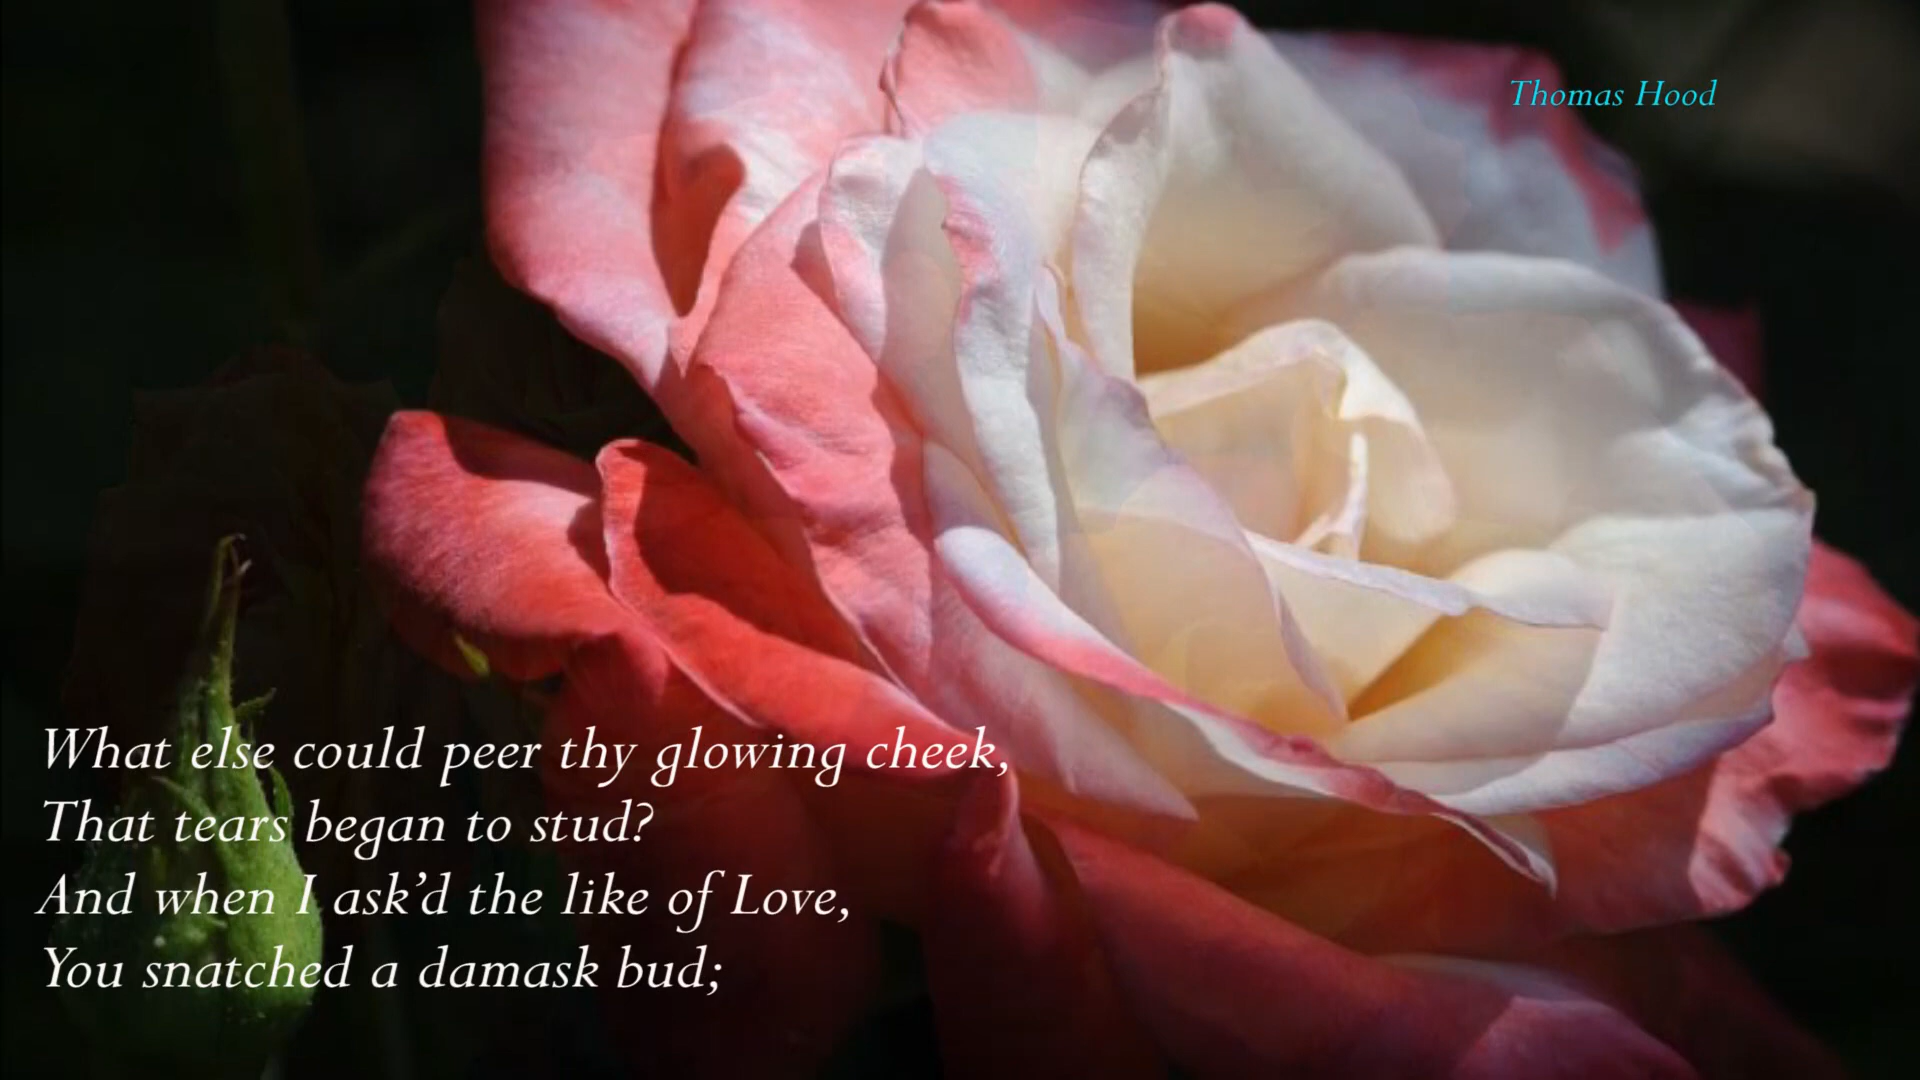 Thomas Hood
What else could peer thy glowing cheek,
That tears began to stud?
And when I ask’d the like of Love,
You snatched a damask bud;